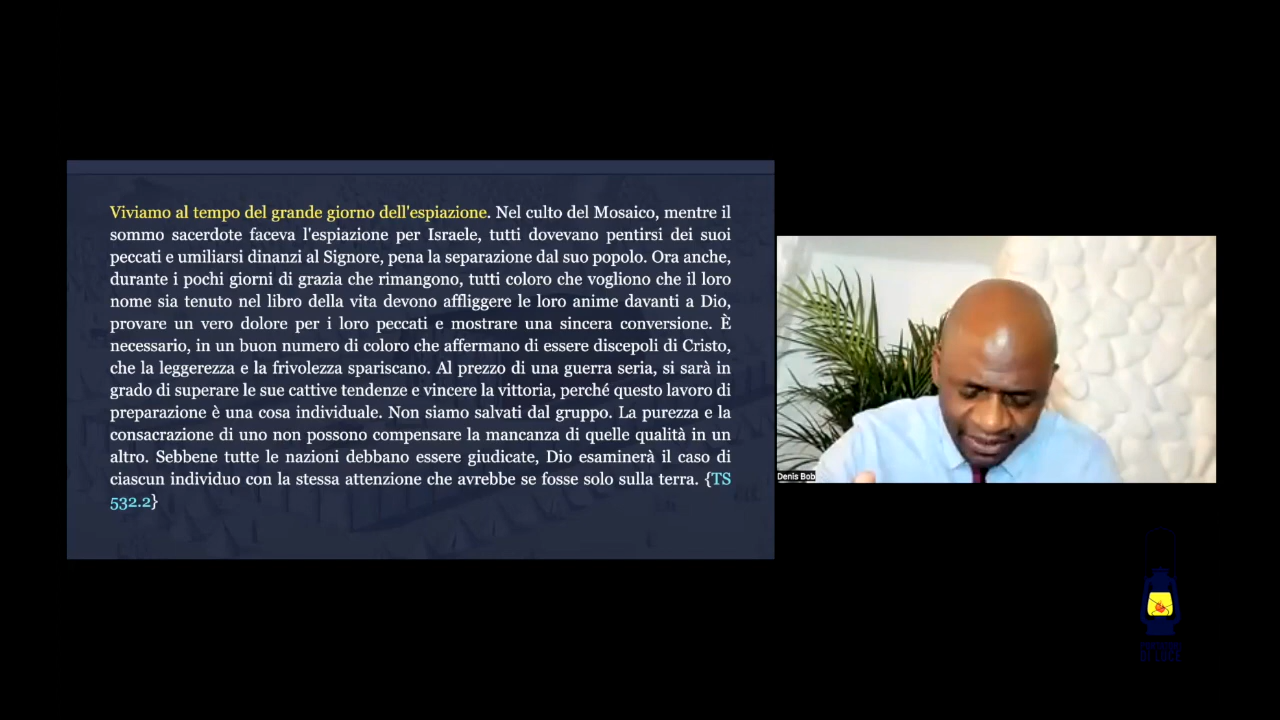 Viviamo al tempo del grande giorno dell'espiazione. Nel culto del Mosaico, mentre il
sommo sacerdote faceva l'espiazione per Israele, tutti dovevano pentirsi dei suoi
peccati e umiliarsi dinanzi al Signore, pena la separazione dal suo popolo. Ora anche,
durante i pochi giorni di grazia che rimangono, tutti coloro che vogliono che il loro
nome sia tenuto nel libro della vita devono affliggere le loro anime davanti a Dio,
provare un vero dolore per i loro peccati e mostrare una sincera conversione. È
necessario, in un buon numero di coloro che affermano di essere discepoli di Cristo,
che la leggerezza e la frivolezza spariscano. Al prezzo di una guerra seria, si sarà in
grado di superare le sue cattive tendenze e vincere la vittoria, perché questo lavoro di
preparazione è una cosa individuale. Non siamo salvati dal gruppo. La purezza e la
consacrazione di uno non possono compensare la mancanza di quelle qualità in un
altro. Sebbene tutte le nazioni debbano essere giudicate, Dio esaminerà il caso di
ciascun individuo con la stessa attenzione che avrebbe se fosse solo sulla terra. {TS
532.2}
Denis Bob
DI LUCE